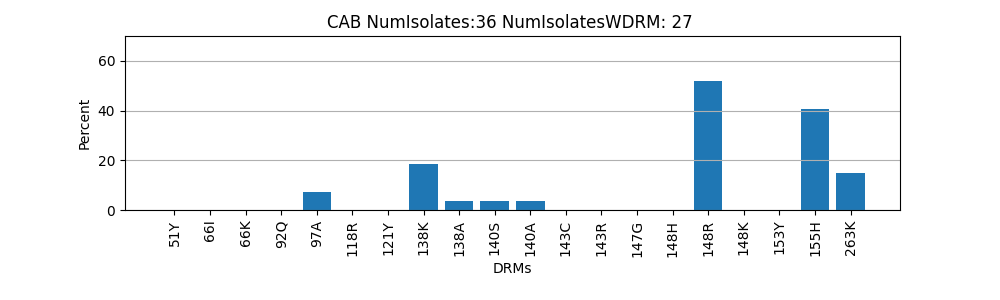 CAB NumIsolates:36 NumIsolatesWDRM: 27
Percent
60
40
20
0
51Y 66I 66K 92Q 97A 118R 121Y 138K 138A 140S 140A 143C 143R 147G 148H 148R 148K 153Y 155H 263K
DRMs